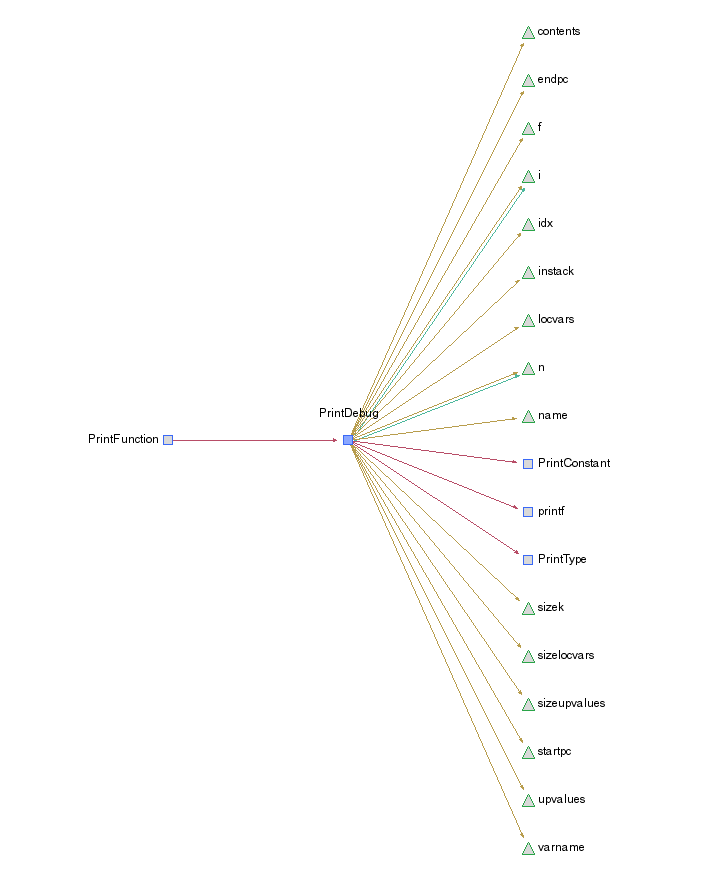 contents
endpc
f
i
idx
instack
locvars
n
name
PrintDebug
PrintFunction
PrintConstant
printf
PrintType
sizek
sizelocvars
sizeupvalues
startpc
upvalues
varname